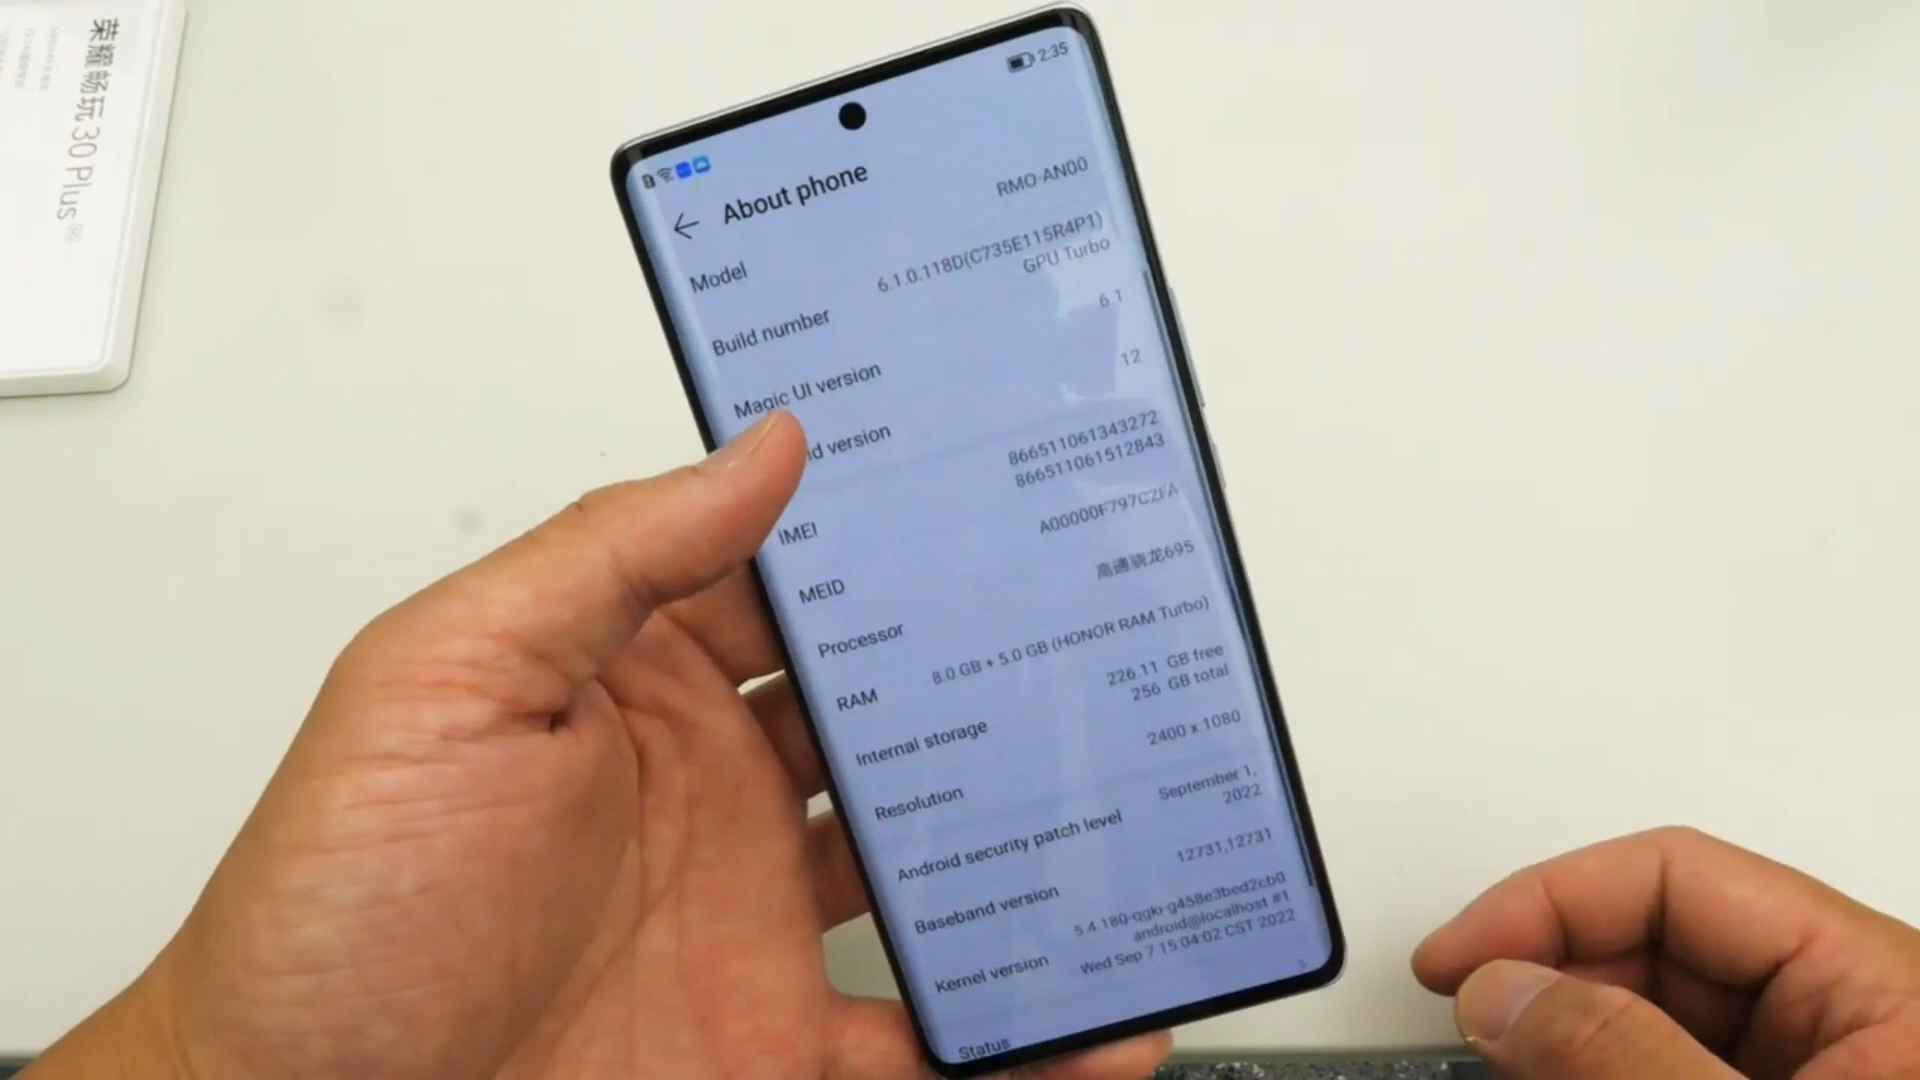 荣耀畅玩30 Plus 5G
2:35
About phone
Model RMO-AN00
Build number 6.1.0.118D(C735E115R4P1)
GPU Turbo
Magic UI version 6.1
id version 12
IMEI 866511061343272
866511061512843
MEID A00000F797C2FA
Processor 高通骁龙695
RAM 8.0 GB + 5.0 GB (HONOR RAM Turbo)
Internal storage 226.11 GB free
256 GB total
Resolution 2400 x 1080
Android security patch level September 1,
2022
Baseband version 12731,12731
Kernel version 5.4.180-qgki-g458e3bed2cb0
android@localhost #1
Wed Sep 7 15:04:02 CST 2022
Status